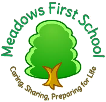 Meadows First School
Caring, Sharing, Preparing for Life